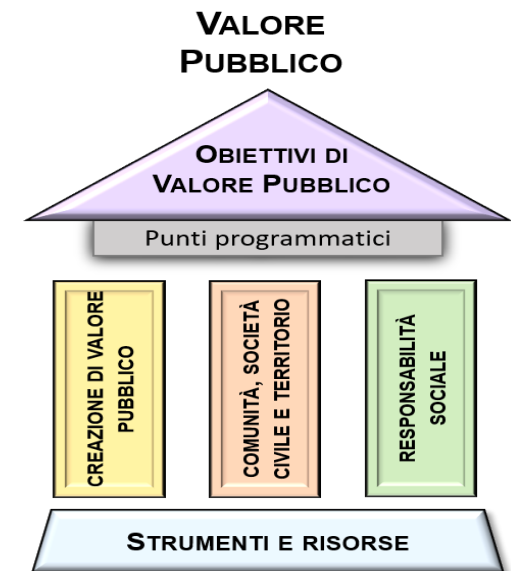 VALORE
PUBBLICO
OBIETTIVI DI
VALORE PUBBLICO
Punti programmatici
CREAZIONE DI VALORE
PUBBLICO
COMUNITÀ, SOCIETÀ
CIVILE E TERRITORIO
RESPONSABILITÀ
SOCIALE
STRUMENTI E RISORSE